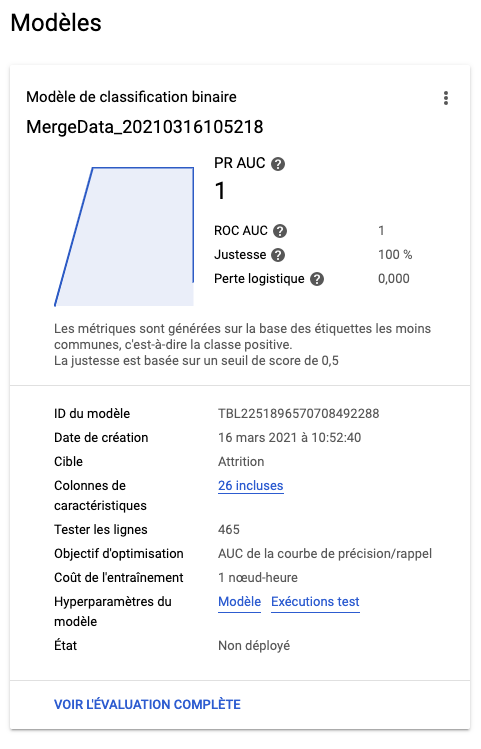 Modèles
Modèle de classification binaire
MergeData_20210316105218
PR AUC ?
1
ROC AUC ? 1
Justesse ? 100 %
Perte logistique ? 0,000
Les métriques sont générées sur la base des étiquettes les moins
communes, c'est-à-dire la classe positive.
La justesse est basée sur un seuil de score de 0,5
ID du modèle TBL2251896570708492288
Date de création 16 mars 2021 à 10:52:40
Cible Attrition
Colonnes de 26 incluses
caractéristiques
Tester les lignes 465
Objectif d'optimisation AUC de la courbe de précision/rappel
Coût de l'entraînement 1 nœud-heure
Hyperparamètres du Modèle Exécutions test
modèle
État Non déployé
VOIR L'ÉVALUATION COMPLÈTE